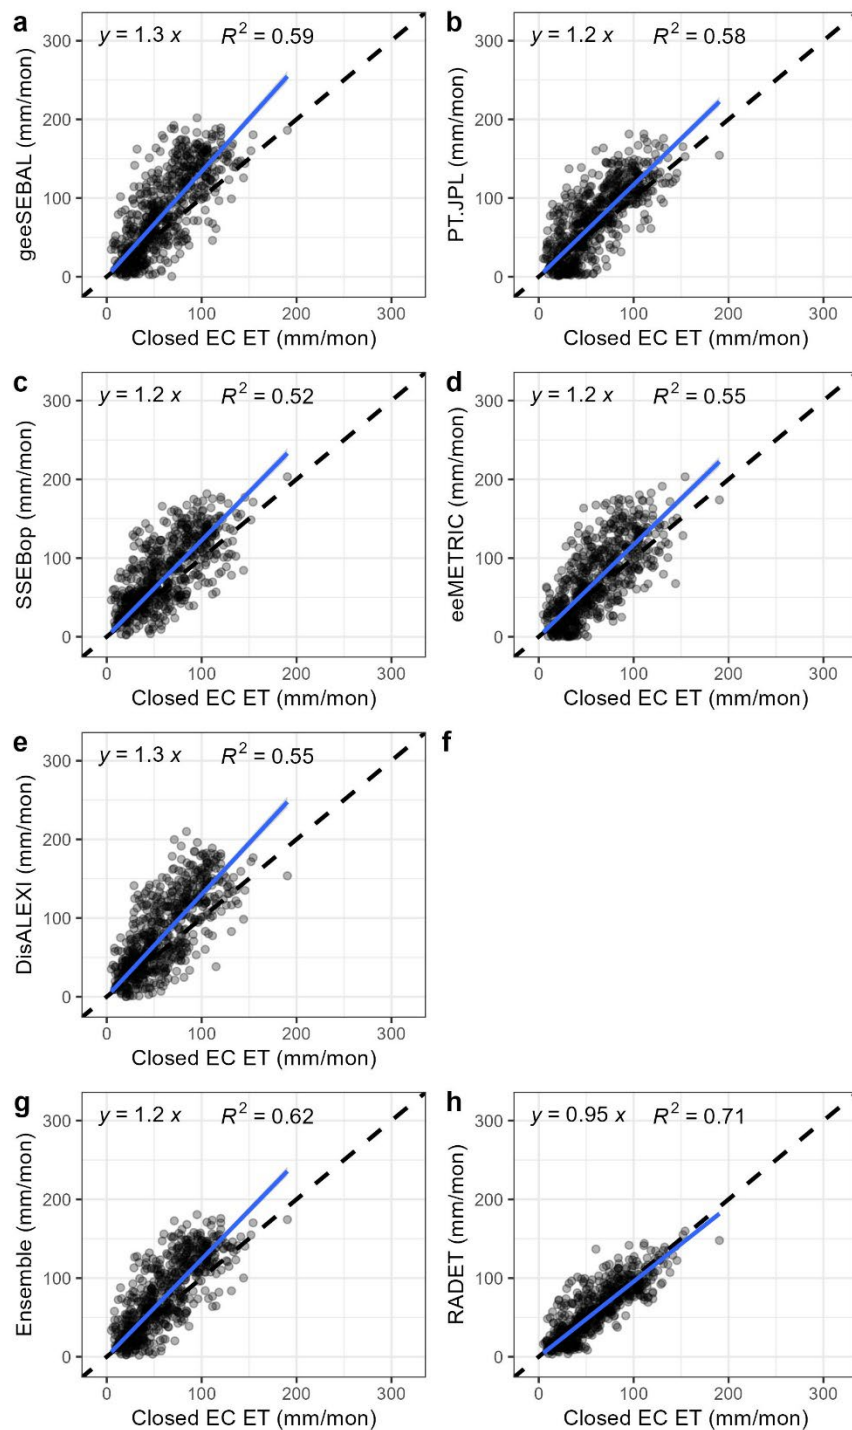 a
y = 1.3 x
R² = 0.59
300
200
100
0
geeSEBAL (mm/mon)
0 100 200 300
Closed EC ET (mm/mon)
b
y = 1.2 x
R² = 0.58
300
200
100
0
PT.JPL (mm/mon)
0 100 200 300
Closed EC ET (mm/mon)
c
y = 1.2 x
R² = 0.52
300
200
100
0
SSEBop (mm/mon)
0 100 200 300
Closed EC ET (mm/mon)
d
y = 1.2 x
R² = 0.55
300
200
100
0
eeMETRIC (mm/mon)
0 100 200 300
Closed EC ET (mm/mon)
e
y = 1.3 x
R² = 0.55
300
200
100
0
DisALEXI (mm/mon)
0 100 200 300
Closed EC ET (mm/mon)
f
g
y = 1.2 x
R² = 0.62
300
200
100
0
Ensemble (mm/mon)
0 100 200 300
Closed EC ET (mm/mon)
h
y = 0.95 x
R² = 0.71
300
200
100
0
RADET (mm/mon)
0 100 200 300
Closed EC ET (mm/mon)